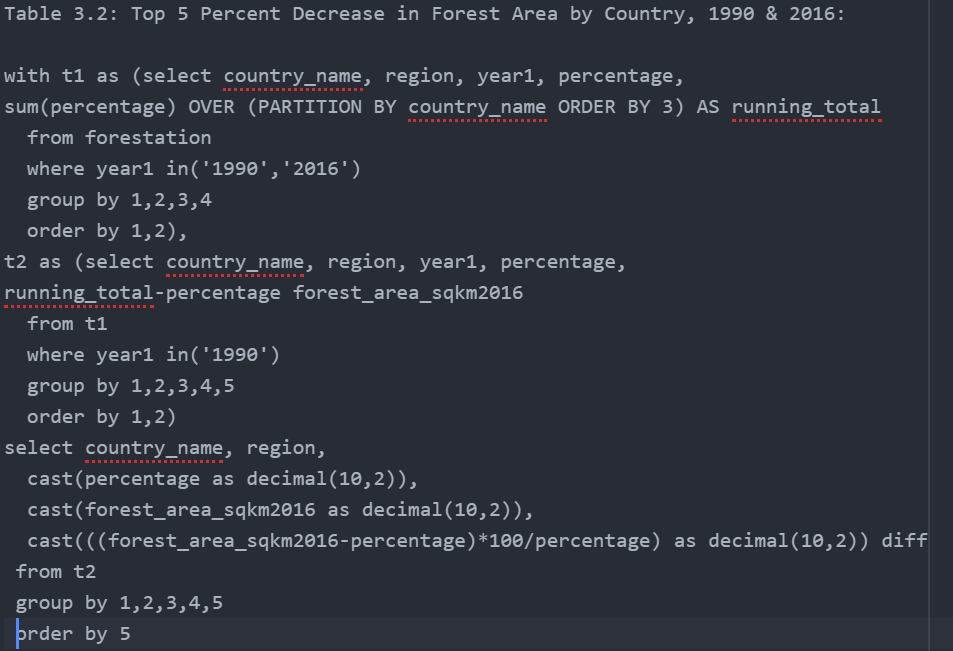 Table 3.2: Top 5 Percent Decrease in Forest Area by Country, 1990 & 2016:
with t1 as (select country_name, region, year1, percentage,
sum(percentage) OVER (PARTITION BY country_name ORDER BY 3) AS running_total
from forestation
where year1 in('1990','2016')
group by 1,2,3,4
order by 1,2),
t2 as (select country_name, region, year1, percentage,
running_total-percentage forest_area_sqkm2016
from t1
where year1 in('1990')
group by 1,2,3,4,5
order by 1,2)
select country_name, region,
cast(percentage as decimal(10,2)),
cast(forest_area_sqkm2016 as decimal(10,2)),
cast(((forest_area_sqkm2016-percentage)*100/percentage) as decimal(10,2)) diff
from t2
group by 1,2,3,4,5
order by 5